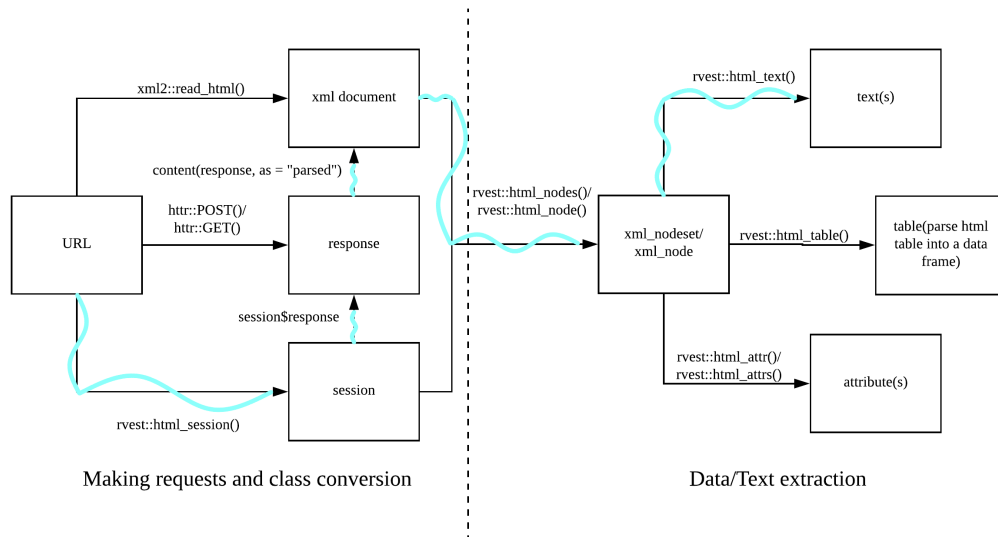 xml2::read_html()
xml document
rvest::html_text()
text(s)
content(response, as = "parsed")
URL
httr::POST()/
httr::GET()
response
rvest::html_nodes()/
rvest::html_node()
xml_nodeset/
xml_node
rvest::html_table()
table(parse html
table into a data
frame)
session$response
session
rvest::html_session()
rvest::html_attr()/
rvest::html_attrs()
attribute(s)
Making requests and class conversion
Data/Text extraction